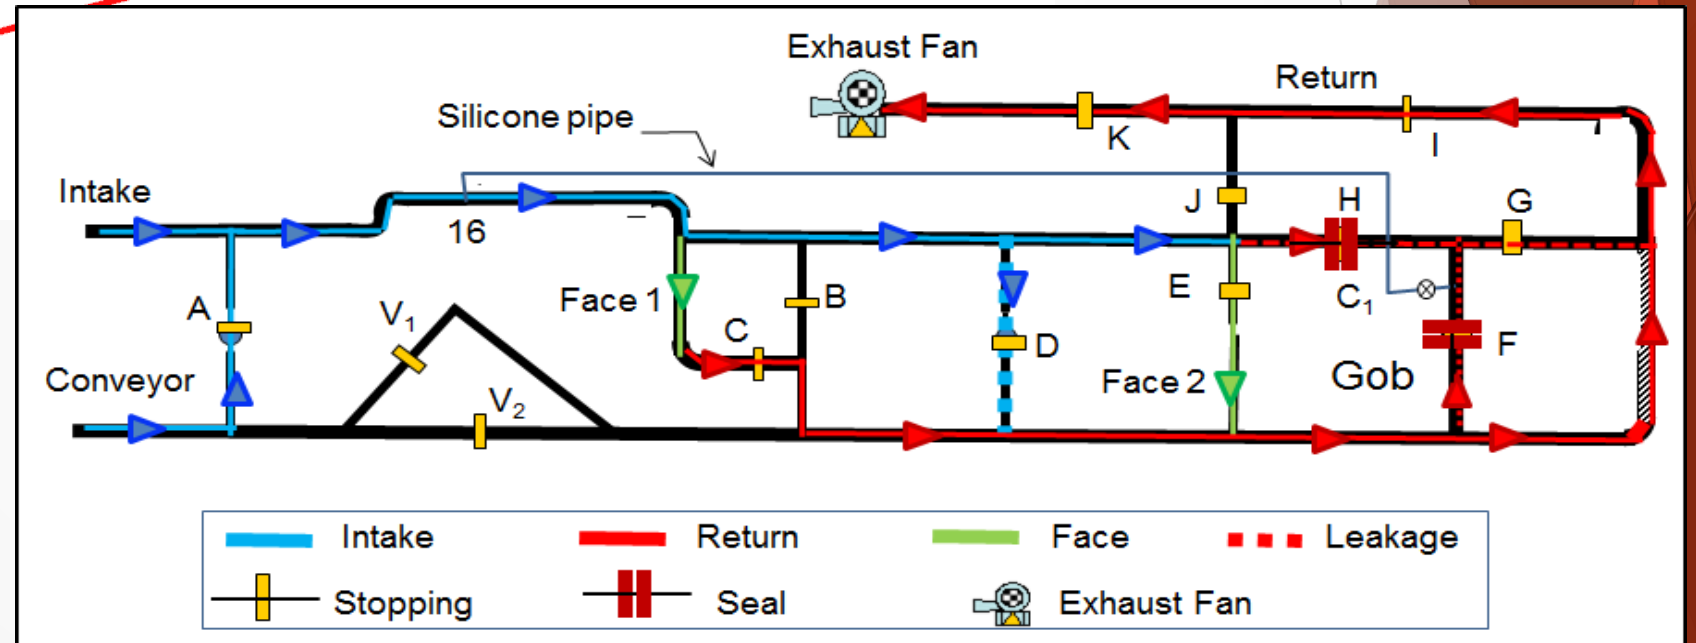 Exhaust Fan
Return
Silicone pipe
K
I
Intake
16
J
H
G
A
V1
Face 1
B
E
C1
C
D
F
Conveyor
V2
Face 2
Gob
Intake
Return
Face
Leakage
Stopping
Seal
Exhaust Fan